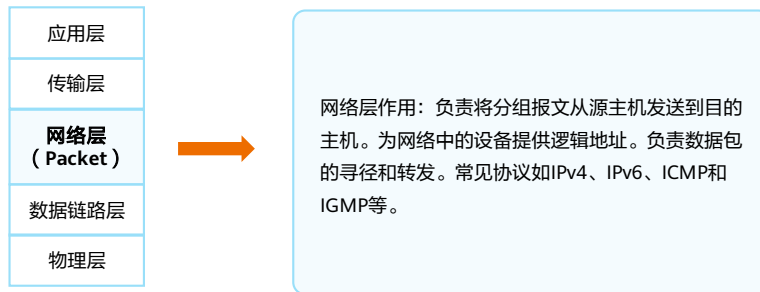 应用层
传输层
网络层
（Packet）
数据链路层
物理层
网络层作用：负责将分组报文从源主机发送到目的
主机。为网络中的设备提供逻辑地址。负责数据包
的寻径和转发。常见协议如IPv4、IPv6、ICMP和
IGMP等。